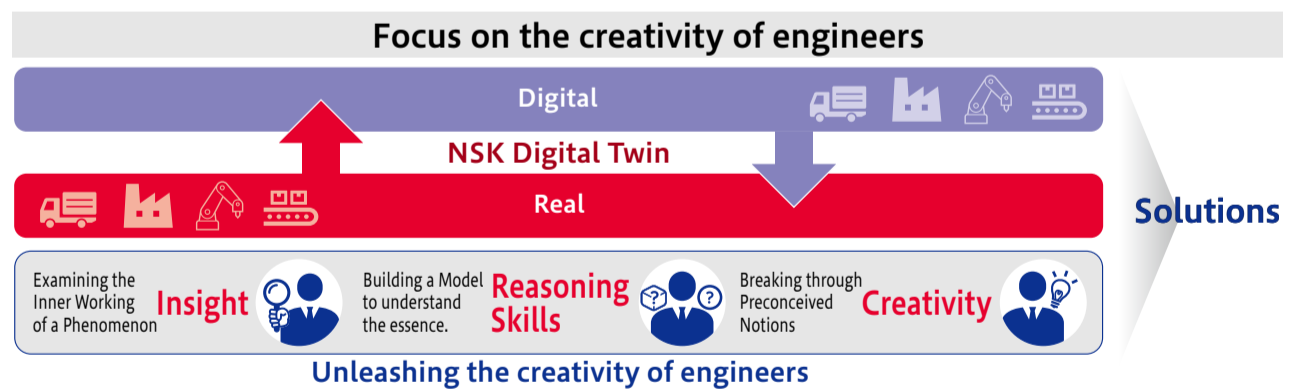 Focus on the creativity of engineers
Digital
NSK Digital Twin
Real
Solutions
Examining the
Inner Working
of a Phenomenon
Insight
Building a Model
to understand
the essence.
Reasoning
Skills
?
?
Breaking through
Preconceived
Notions
Creativity
Unleashing the creativity of engineers